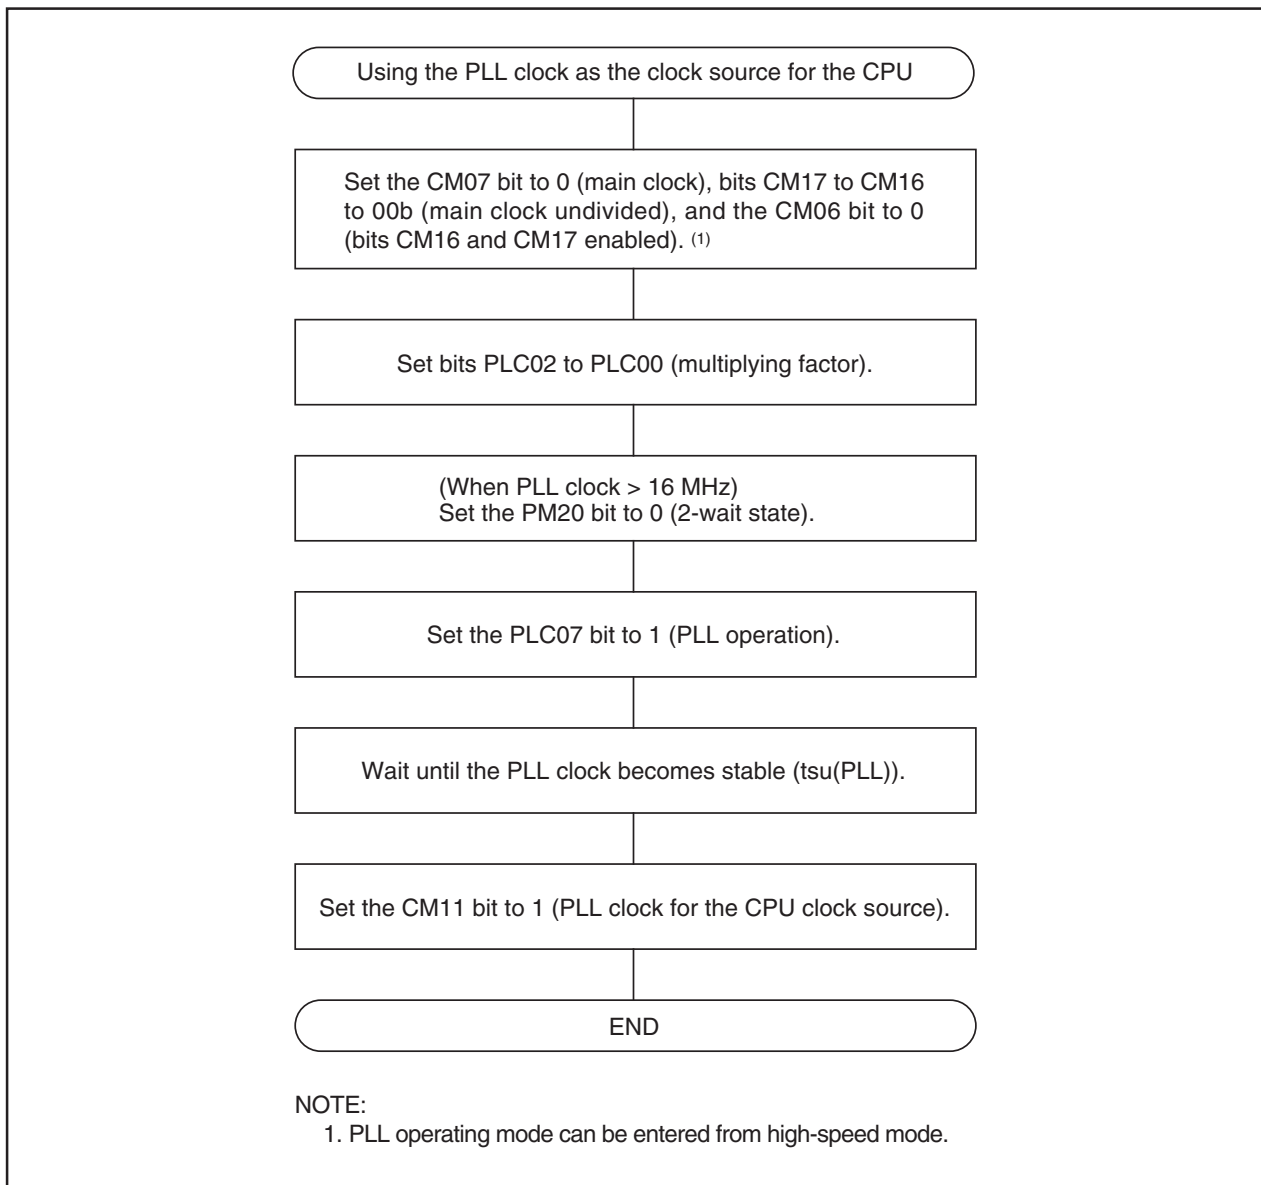 Using the PLL clock as the clock source for the CPU
Set the CM07 bit to 0 (main clock), bits CM17 to CM16
to 00b (main clock undivided), and the CM06 bit to 0
(bits CM16 and CM17 enabled). (1)
Set bits PLC02 to PLC00 (multiplying factor).
(When PLL clock > 16 MHz)
Set the PM20 bit to 0 (2-wait state).
Set the PLC07 bit to 1 (PLL operation).
Wait until the PLL clock becomes stable (tsu(PLL)).
Set the CM11 bit to 1 (PLL clock for the CPU clock source).
END
NOTE:
1. PLL operating mode can be entered from high-speed mode.